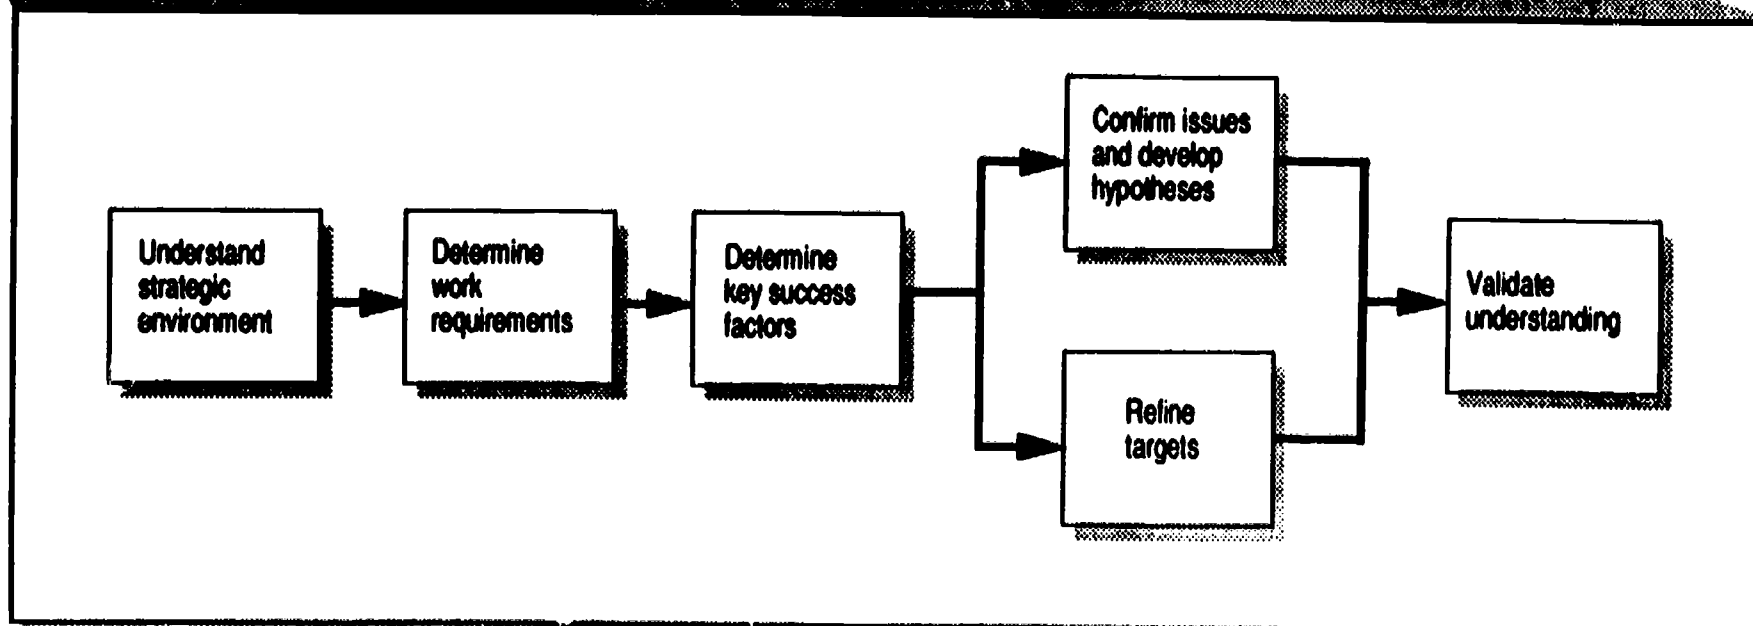 Understand
strategic
environment
Determine
work
requirements
Determine
key success
factors
Confirm issues
and develop
hypotheses
Refine
targets
Validate
understanding